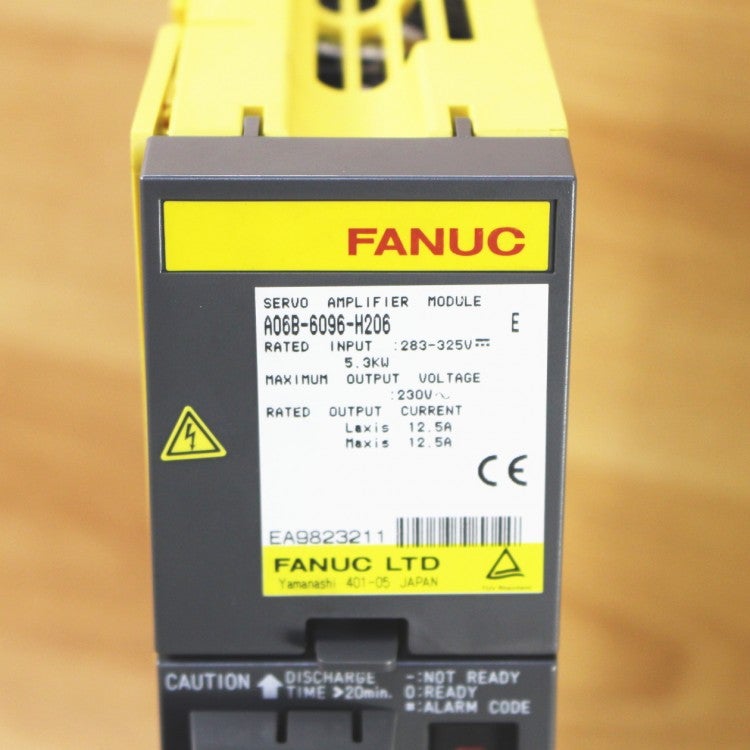 FANUC
SERVO AMPLIFIER MODULE
A06B-6096-H206 E
RATED INPUT :283-325V⎓
5.3KW
MAXIMUM OUTPUT VOLTAGE
:230V~
RATED OUTPUT CURRENT
Laxis 12.5A
Maxis 12.5A
CE
EA9823211
FANUC LTD
Yamanashi 401-05 JAPAN
CAUTION DISCHARGE TIME >20min.
-:NOT READY
0:READY
*:ALARM CODE